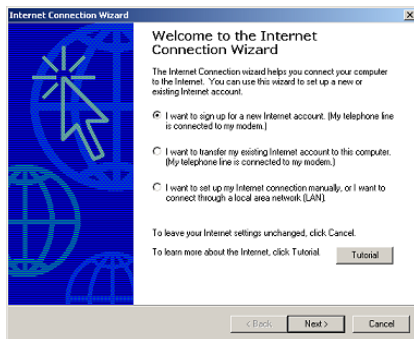 Internet Connection Wizard
Welcome to the Internet
Connection Wizard
The Internet Connection wizard helps you connect your computer
to the Internet. You can use this wizard to set up a new or
existing Internet account.
I want to sign up for a new Internet account. (My telephone line
is connected to my modem.)
I want to transfer my existing Internet account to this computer.
(My telephone line is connected to my modem.)
I want to set up my Internet connection manually, or I want to
connect through a local area network (LAN).
To leave your Internet settings unchanged, click Cancel.
To learn more about the Internet, click Tutorial.
Tutorial
< Back
Next >
Cancel